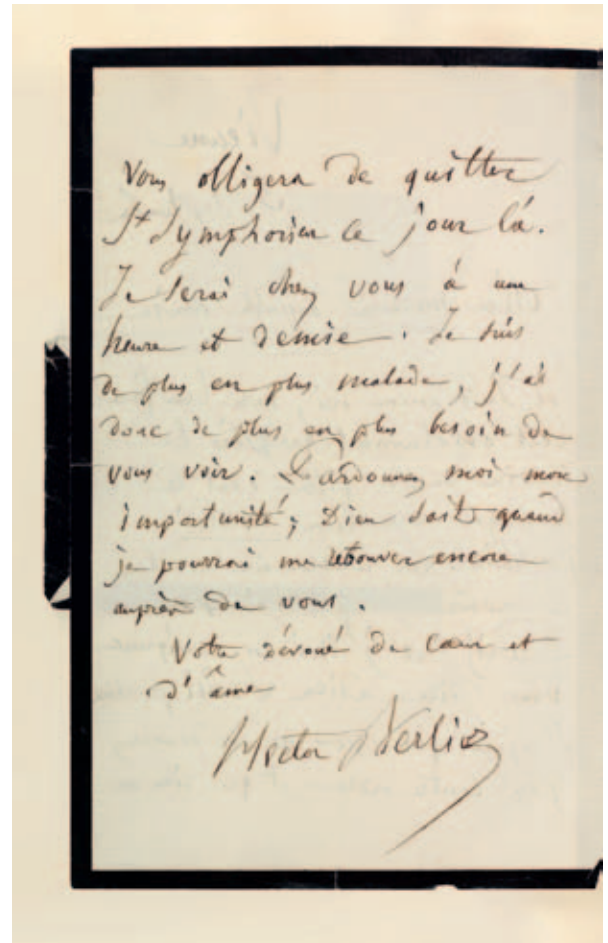 vous obligera de quitter
St Symphorien ce jour là.
Je serai chez vous à une
heure et demie. Je suis
de plus en plus malade, j'ai
donc de plus en plus besoin de
vous voir. Pardonnez moi mon
importunité; Dieu sait quand
je pourrai me retrouver encore
auprès de vous.
Votre dévoué de cœur et
d'âme
Hector Berlioz